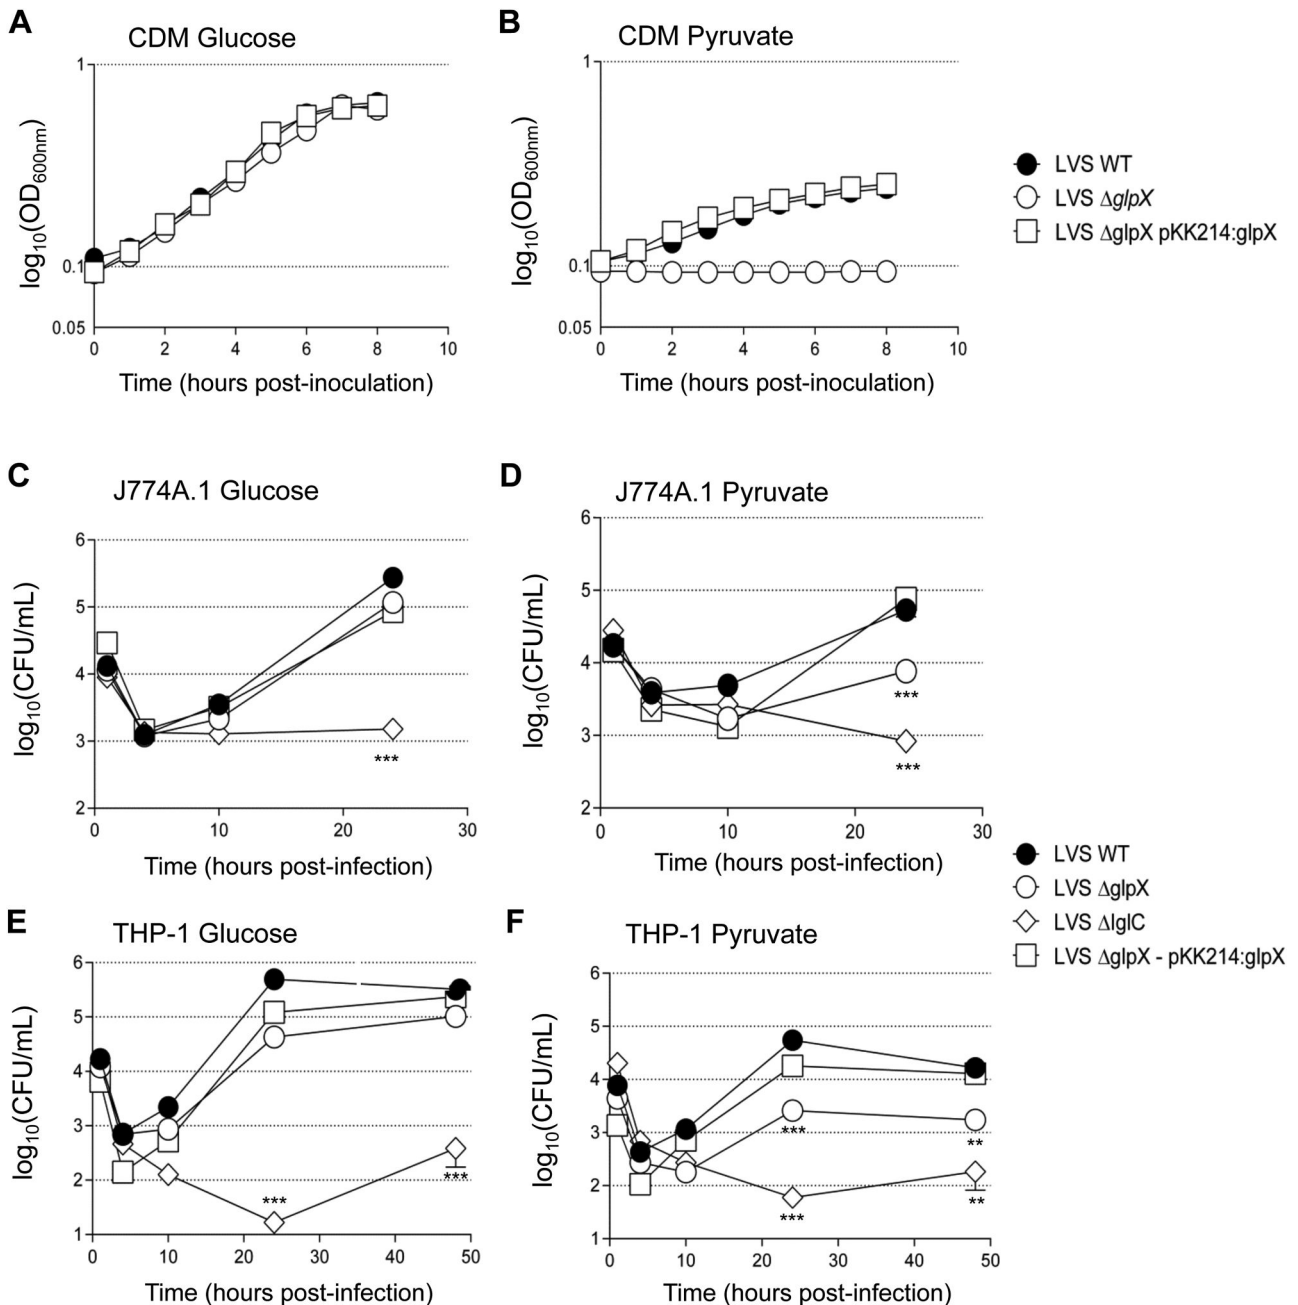 A
CDM Glucose
log10(OD600nm)
1
0.1
0.05
0 2 4 6 8 10
Time (hours post-inoculation)
B
CDM Pyruvate
log10(OD600nm)
1
0.1
0.05
0 2 4 6 8 10
Time (hours post-inoculation)
LVS WT
LVS ΔglpX
LVS ΔglpX pKK214:glpX
C
J774A.1 Glucose
log10(CFU/mL)
6
5
4
3
2
***
0 10 20 30
Time (hours post-infection)
D
J774A.1 Pyruvate
log10(CFU/mL)
6
5
4
3
2
***
***
0 10 20 30
Time (hours post-infection)
LVS WT
LVS ΔglpX
LVS ΔIglC
LVS ΔglpX - pKK214:glpX
E
THP-1 Glucose
log10(CFU/mL)
6
5
4
3
2
1
***
***
0 10 20 30 40 50
Time (hours post-infection)
F
THP-1 Pyruvate
log10(CFU/mL)
6
5
4
3
2
1
***
**
***
**
0 10 20 30 40 50
Time (hours post-infection)